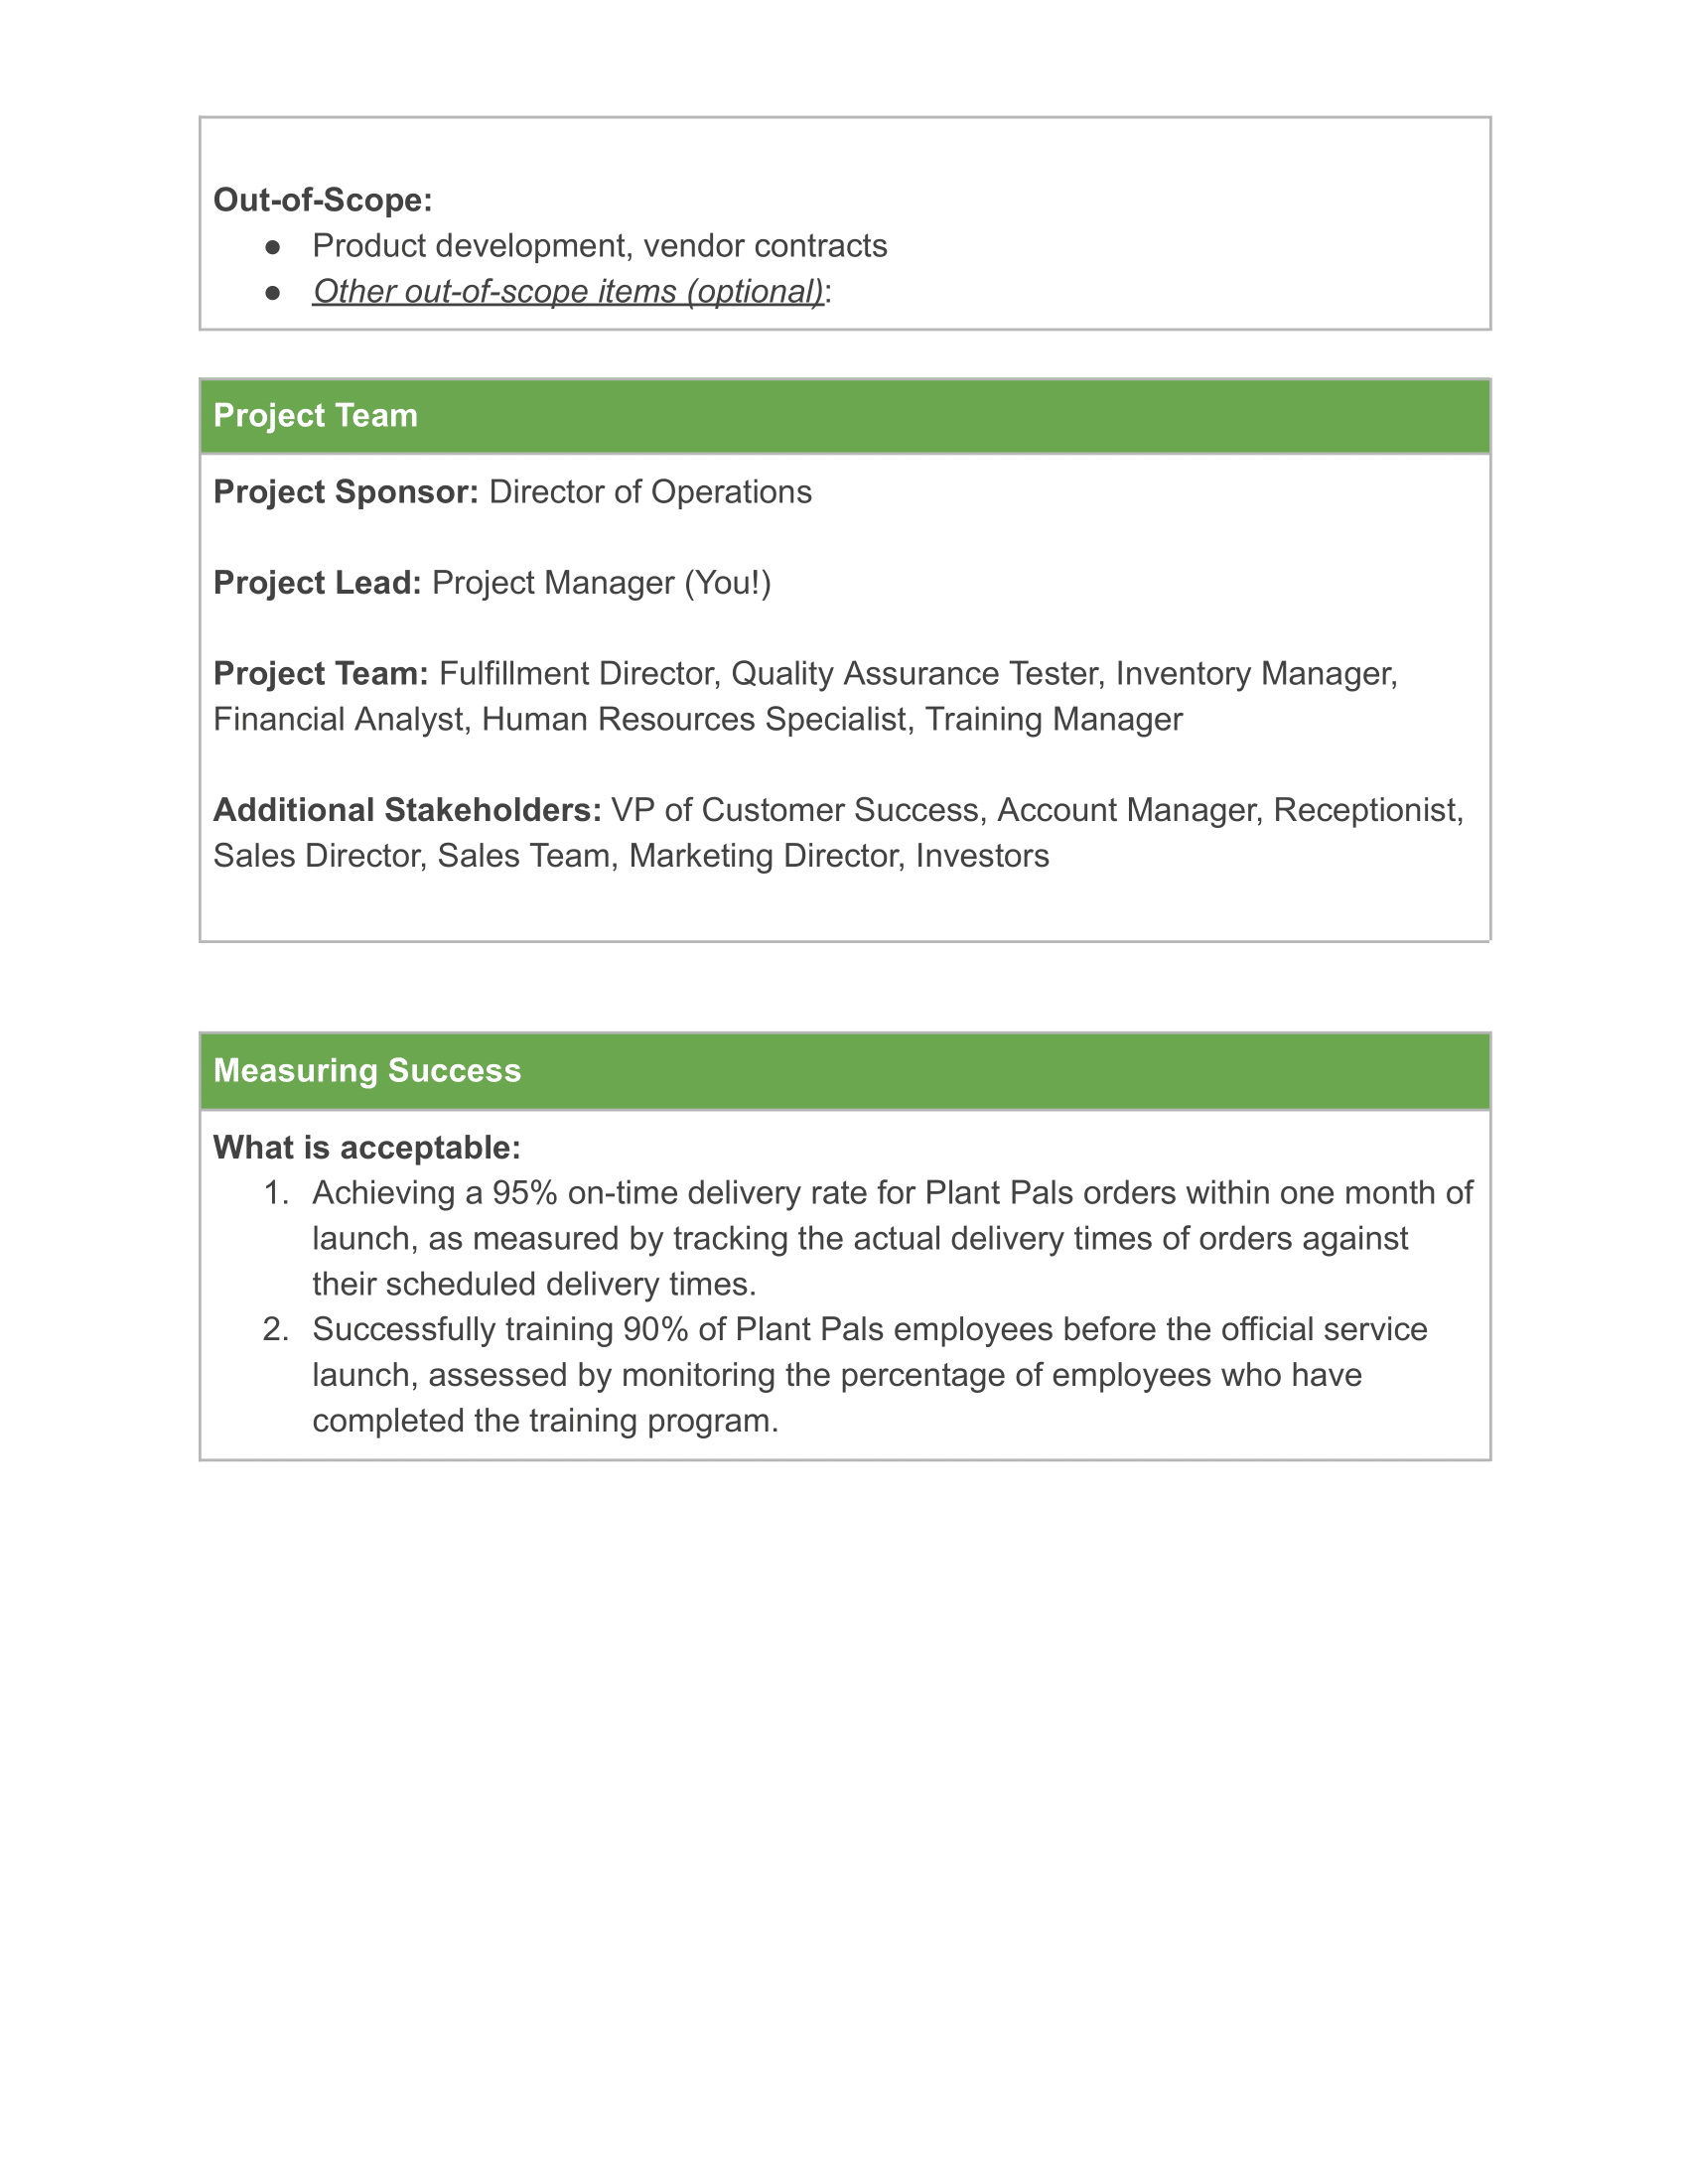 Out-of-Scope:
● Product development, vendor contracts
● Other out-of-scope items (optional):
Project Team
Project Sponsor: Director of Operations
Project Lead: Project Manager (You!)
Project Team: Fulfillment Director, Quality Assurance Tester, Inventory Manager,
Financial Analyst, Human Resources Specialist, Training Manager
Additional Stakeholders: VP of Customer Success, Account Manager, Receptionist,
Sales Director, Sales Team, Marketing Director, Investors
Measuring Success
What is acceptable:
1. Achieving a 95% on-time delivery rate for Plant Pals orders within one month of
launch, as measured by tracking the actual delivery times of orders against
their scheduled delivery times.
2. Successfully training 90% of Plant Pals employees before the official service
launch, assessed by monitoring the percentage of employees who have
completed the training program.